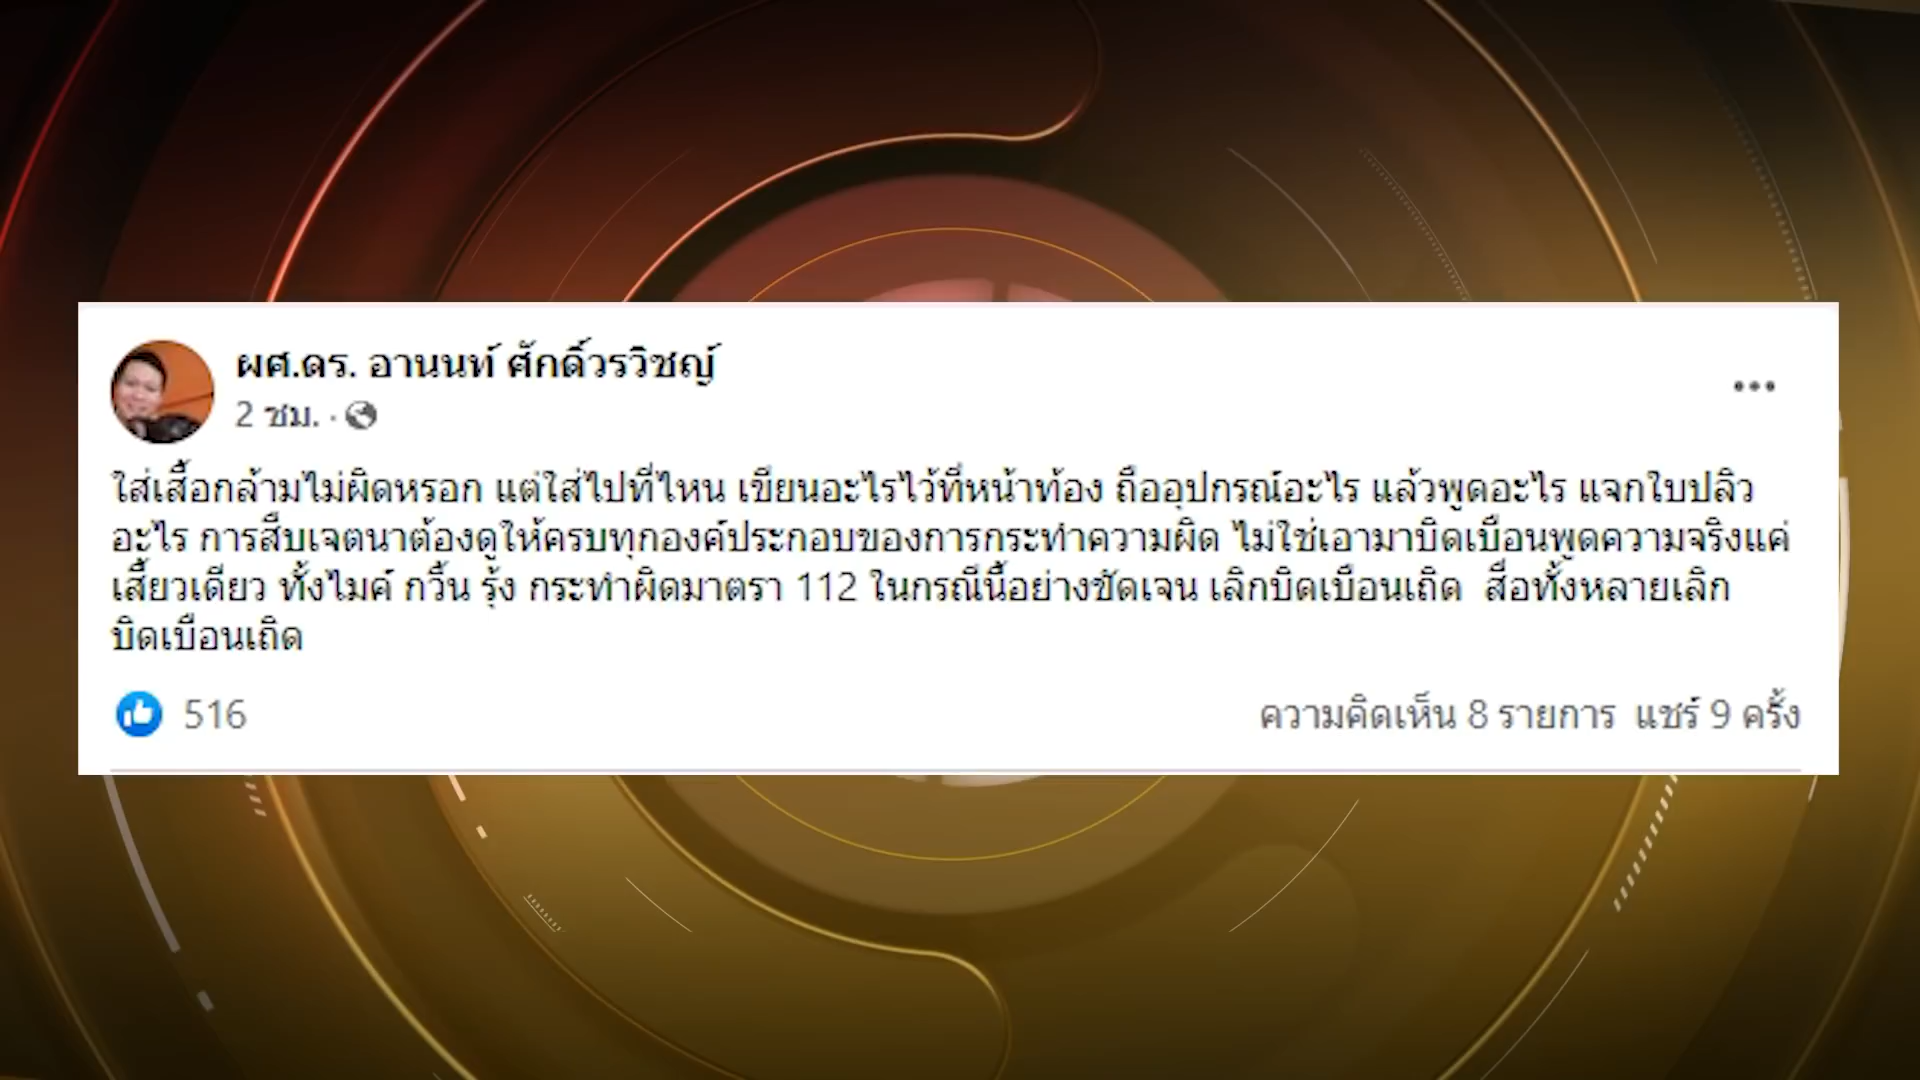 ผศ.ดร. อานนท์ ศักดิ์วรวิชญ์
2 ชม. ·
ใส่เสื้อกล้ามไม่ผิดหรอก แต่ใส่ไปที่ไหน เขียนอะไรไว้ที่หน้าท้อง ถืออุปกรณ์อะไร แล้วพูดอะไร แจกใบปลิว
อะไร การสืบเจตนาต้องดูให้ครบทุกองค์ประกอบของการกระทำความผิด ไม่ใช่เอามาบิดเบือนพูดความจริงแค่
เสี้ยวเดียว ทั้งไมค์ กวิ้น รุ้ง กระทำผิดมาตรา 112 ในกรณีนี้อย่างชัดเจน เลิกบิดเบือนเถิด สื่อทั้งหลายเลิก
บิดเบือนเถิด
516
ความคิดเห็น 8 รายการ แชร์ 9 ครั้ง